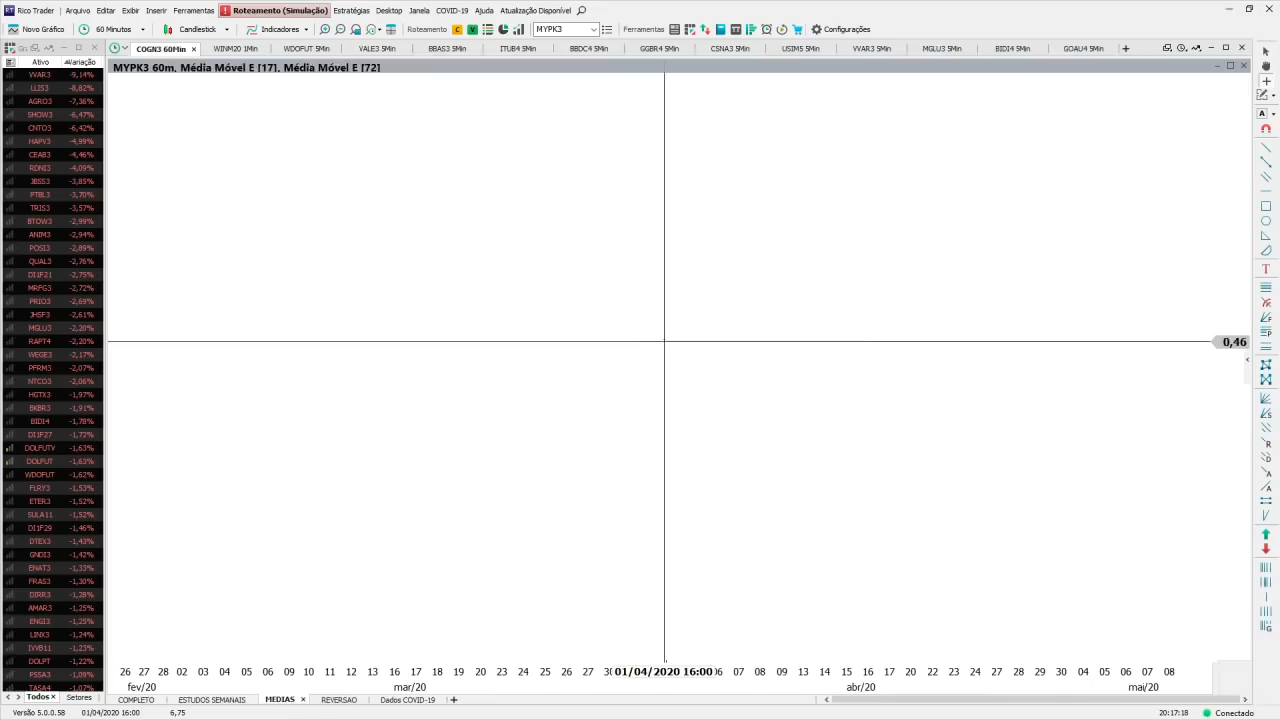 Rico Trader Arquivo Editar Exibir Inserir Ferramentas Roteamento (Simulação) Estratégias Desktop Janela COVID-19 Ajuda Atualização Disponível
Novo Gráfico 60 Minutos Candlestick Indicadores Roteamento C V MYPK3 Ferramentas Configurações
COGN3 60Min WINM20 1Min WDOFUT 5Min VALE3 5Min BBAS3 5Min ITUB4 5Min BBDC4 5Min GGBR4 5Min CSNA3 5Min USIM5 5Min VVAR3 5Min MGLU3 5Min BIDI4 5Min GOAU4 5Min
Ativo Variação
MYPK3 60m, Média Móvel E [17], Média Móvel E [72]
VVAR3 -9,14%
LLIS3 -8,82%
AGRO3 -7,36%
SHOW3 -6,47%
CNTO3 -6,42%
HAPV3 -4,99%
CEAB3 -4,46%
RDNI3 -4,09%
JBSS3 -3,85%
PTBL3 -3,70%
TRIS3 -3,57%
BTOW3 -2,99%
ANIM3 -2,94%
POSI3 -2,89%
QUAL3 -2,76%
DI1F21 -2,75%
MRFG3 -2,72%
PRIO3 -2,69%
JHSF3 -2,61%
MGLU3 -2,20%
RAPT4 -2,20%
0,46
WEGE3 -2,17%
PFRM3 -2,07%
NTCO3 -2,06%
HGTX3 -1,97%
BKBR3 -1,91%
BIDI4 -1,78%
DI1F27 -1,72%
DOLFUTV -1,63%
DOLFUT -1,63%
WDOFUT -1,62%
FLRY3 -1,53%
ETER3 -1,52%
SULA11 -1,52%
DI1F29 -1,46%
DTEX3 -1,43%
GNDI3 -1,42%
ENAT3 -1,33%
FRAS3 -1,30%
DIRR3 -1,28%
AMAR3 -1,25%
ENGI3 -1,25%
LINX3 -1,24%
IVVB11 -1,23%
DOLPT -1,22%
PSSA3 -1,09%
TASA4 -1,07%
26 27 28 02 03 04 05 06 09 10 11 12 13 16 17 18 19 20 23 24 25 26 27 01/04/2020 16:00 06 07 08 09 13 14 15 16 17 22 23 24 27 28 29 30 04 05 06 07 08
fev/20 mar/20 abr/20 mai/20
Todos Setores COMPLETO ESTUDOS SEMANAIS MEDIAS REVERSAO Dados COVID-19
Versão 5.0.0.58 01/04/2020 16:00 6,75 20:17:18 Conectado